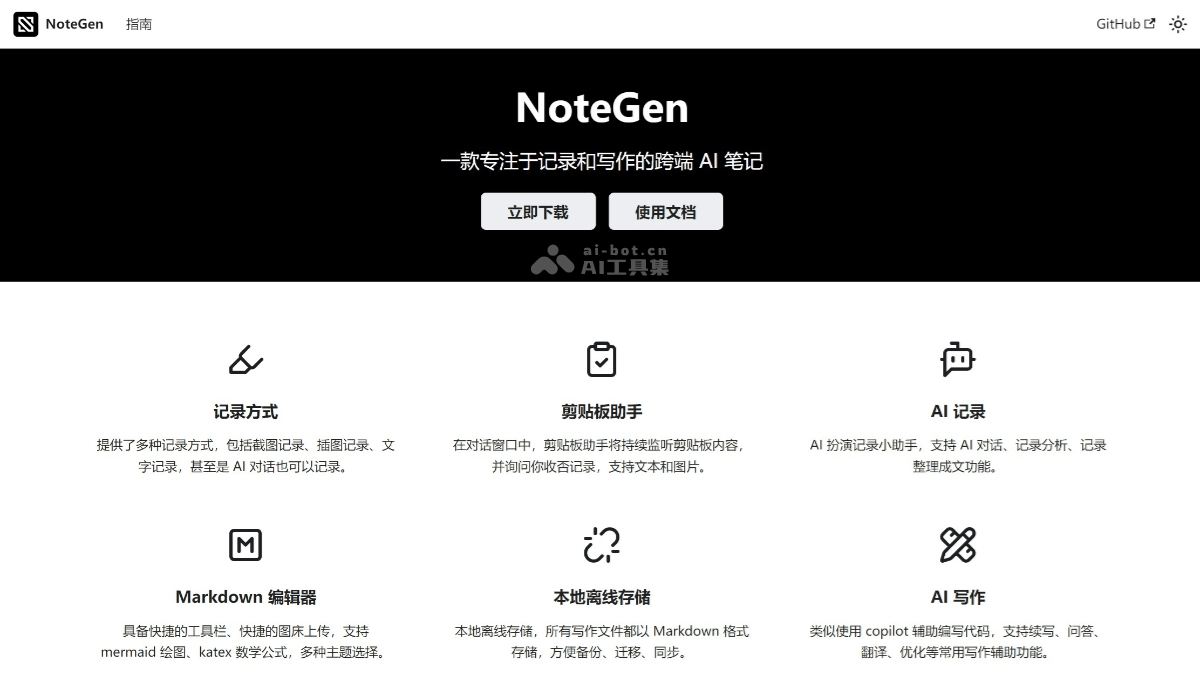 NoteGen 指南 GitHub
NoteGen
一款专注于记录和写作的跨端 AI 笔记
立即下载 使用文档
ai-bot.cn
AI工具集
记录方式
提供了多种记录方式，包括截图记录、插图记录、文
字记录，甚至是 AI 对话也可以记录。
剪贴板助手
在对话窗口中，剪贴板助手将持续监听剪贴板内容，
并询问你收否记录，支持文本和图片。
AI 记录
AI 扮演记录小助手，支持 AI 对话、记录分析、记录
整理成文功能。
Markdown 编辑器
具备快捷的工具栏、快捷的图床上传，支持
mermaid 绘图、katex 数学公式，多种主题选择。
本地离线存储
本地离线存储，所有写作文件都以 Markdown 格式
存储，方便备份、迁移、同步。
AI 写作
类似使用 copilot 辅助编写代码，支持续写、问答、
翻译、优化等常用写作辅助功能。